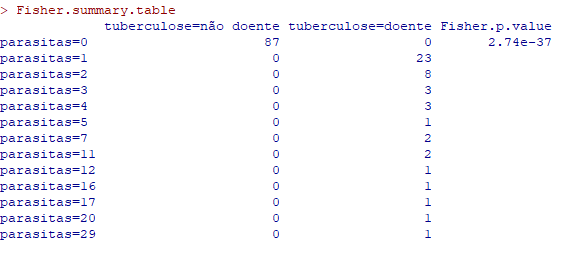 > Fisher.summary.table
tuberculose=não doente tuberculose=doente Fisher.p.value
parasitas=0 87 0 2.74e-37
parasitas=1 0 23
parasitas=2 0 8
parasitas=3 0 3
parasitas=4 0 3
parasitas=5 0 1
parasitas=7 0 2
parasitas=11 0 2
parasitas=12 0 1
parasitas=16 0 1
parasitas=17 0 1
parasitas=20 0 1
parasitas=29 0 1